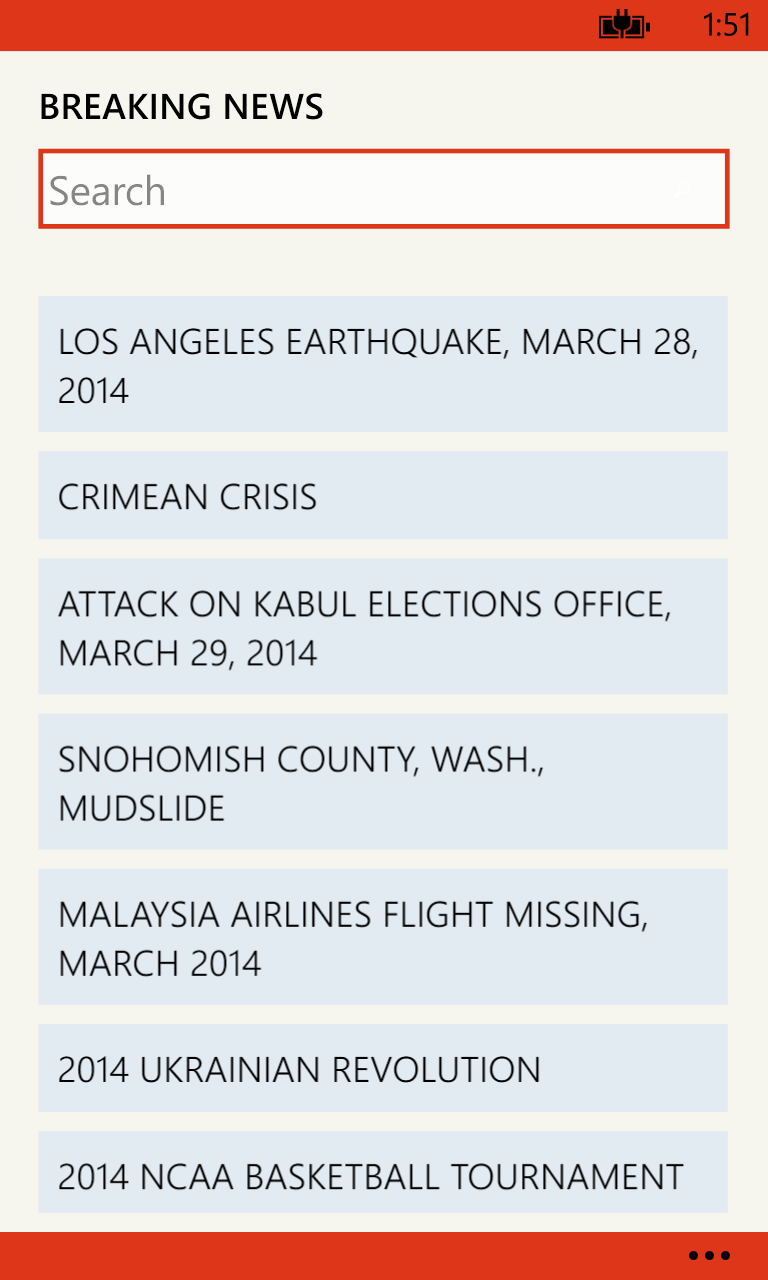 1:51
BREAKING NEWS
Search
LOS ANGELES EARTHQUAKE, MARCH 28,
2014
CRIMEAN CRISIS
ATTACK ON KABUL ELECTIONS OFFICE,
MARCH 29, 2014
SNOHOMISH COUNTY, WASH.,
MUDSLIDE
MALAYSIA AIRLINES FLIGHT MISSING,
MARCH 2014
2014 UKRAINIAN REVOLUTION
2014 NCAA BASKETBALL TOURNAMENT